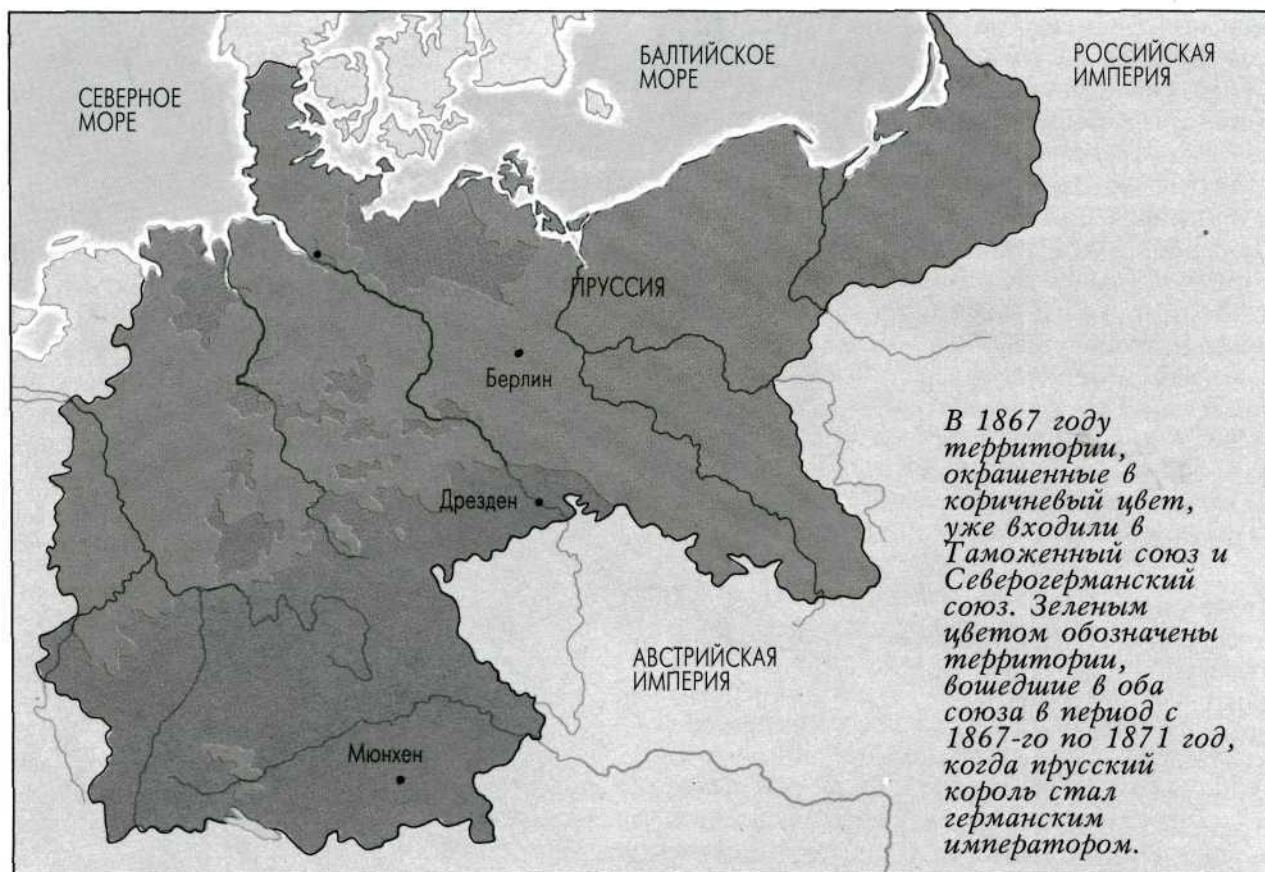 СЕВЕРНОЕ
МОРЕ
БАЛТИЙСКОЕ
МОРЕ
РОССИЙСКАЯ
ИМПЕРИЯ
ПРУССИЯ
Берлин
Дрезден
АВСТРИЙСКАЯ
ИМПЕРИЯ
Мюнхен
В 1867 году
территории,
окрашенные в
коричневый цвет,
уже входили в
Таможенный союз и
Северогерманский
союз. Зеленым
цветом обозначены
территории,
вошедшие в оба
союза в период с
1867-го по 1871 год,
когда прусский
король стал
германским
императором.